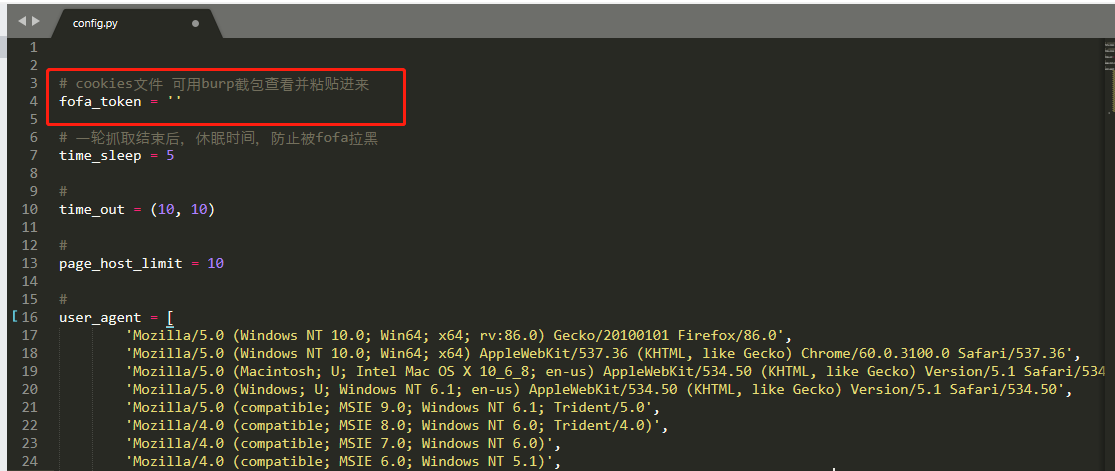 config.py
1
2
3 # cookies文件 可用burp截包查看并粘贴进来
4 fofa_token = ''
5
6 # 一轮抓取结束后，休眠时间，防止被fofa拉黑
7 time_sleep = 5
8
9 #
10 time_out = (10, 10)
11
12 #
13 page_host_limit = 10
14
15 #
16 user_agent = [
17 'Mozilla/5.0 (Windows NT 10.0; Win64; x64; rv:86.0) Gecko/20100101 Firefox/86.0',
18 'Mozilla/5.0 (Windows NT 10.0; Win64; x64) AppleWebKit/537.36 (KHTML, like Gecko) Chrome/60.0.3100.0 Safari/537.36',
19 'Mozilla/5.0 (Macintosh; U; Intel Mac OS X 10_6_8; en-us) AppleWebKit/534.50 (KHTML, like Gecko) Version/5.1 Safari/534
20 'Mozilla/5.0 (Windows; U; Windows NT 6.1; en-us) AppleWebKit/534.50 (KHTML, like Gecko) Version/5.1 Safari/534.50',
21 'Mozilla/5.0 (compatible; MSIE 9.0; Windows NT 6.1; Trident/5.0',
22 'Mozilla/4.0 (compatible; MSIE 8.0; Windows NT 6.0; Trident/4.0)',
23 'Mozilla/4.0 (compatible; MSIE 7.0; Windows NT 6.0)',
24 'Mozilla/4.0 (compatible; MSIE 6.0; Windows NT 5.1)',